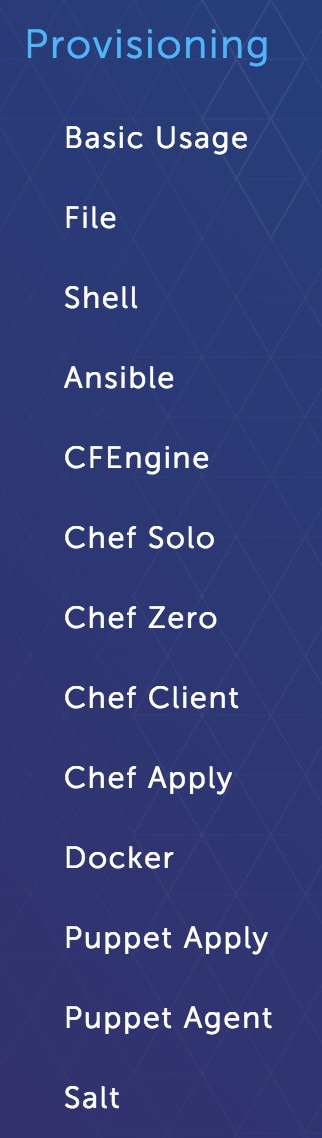 Provisioning
Basic Usage
File
Shell
Ansible
CFEngine
Chef Solo
Chef Zero
Chef Client
Chef Apply
Docker
Puppet Apply
Puppet Agent
Salt